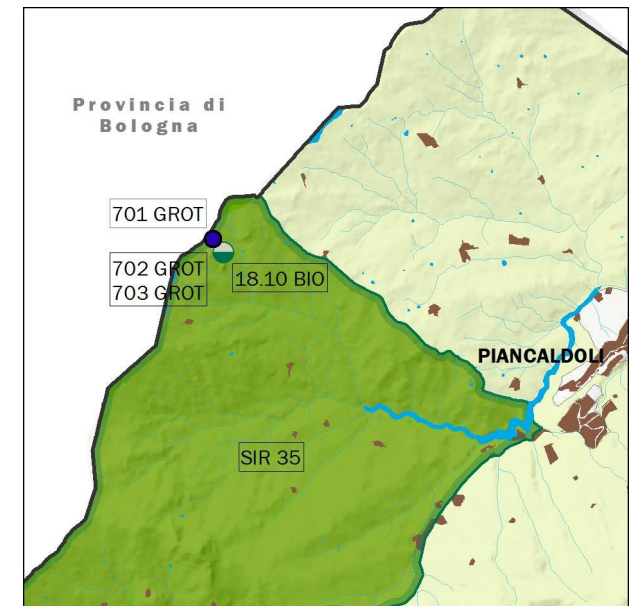 Provincia di
Bologna
701 GROT
702 GROT
703 GROT
18.10 BIO
PIANCALDOLI
SIR 35